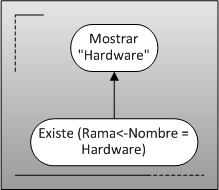 Mostrar
"Hardware"
Existe (Rama<-Nombre =
Hardware)